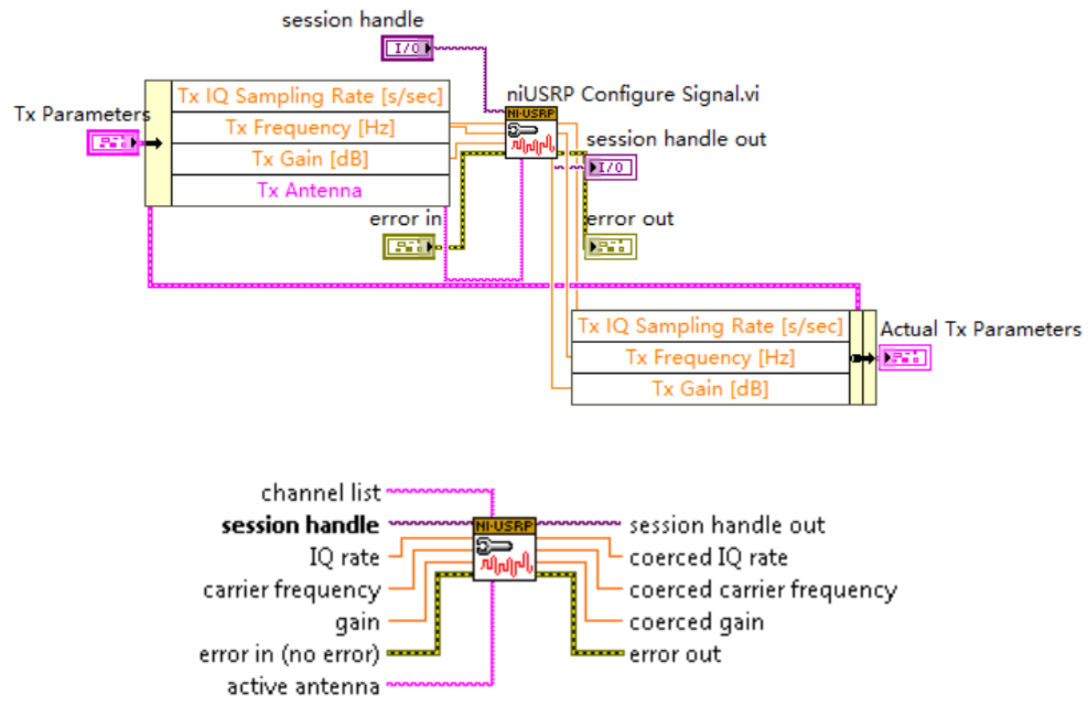 session handle
I/O
Tx Parameters
Tx IQ Sampling Rate [s/sec]
Tx Frequency [Hz]
Tx Gain [dB]
Tx Antenna
niUSRP Configure Signal.vi
NI-USRP
session handle out
I/O
error in
error out
Tx IQ Sampling Rate [s/sec]
Tx Frequency [Hz]
Tx Gain [dB]
Actual Tx Parameters
channel list
session handle
IQ rate
carrier frequency
gain
error in (no error)
active antenna
NI-USRP
session handle out
coerced IQ rate
coerced carrier frequency
coerced gain
error out